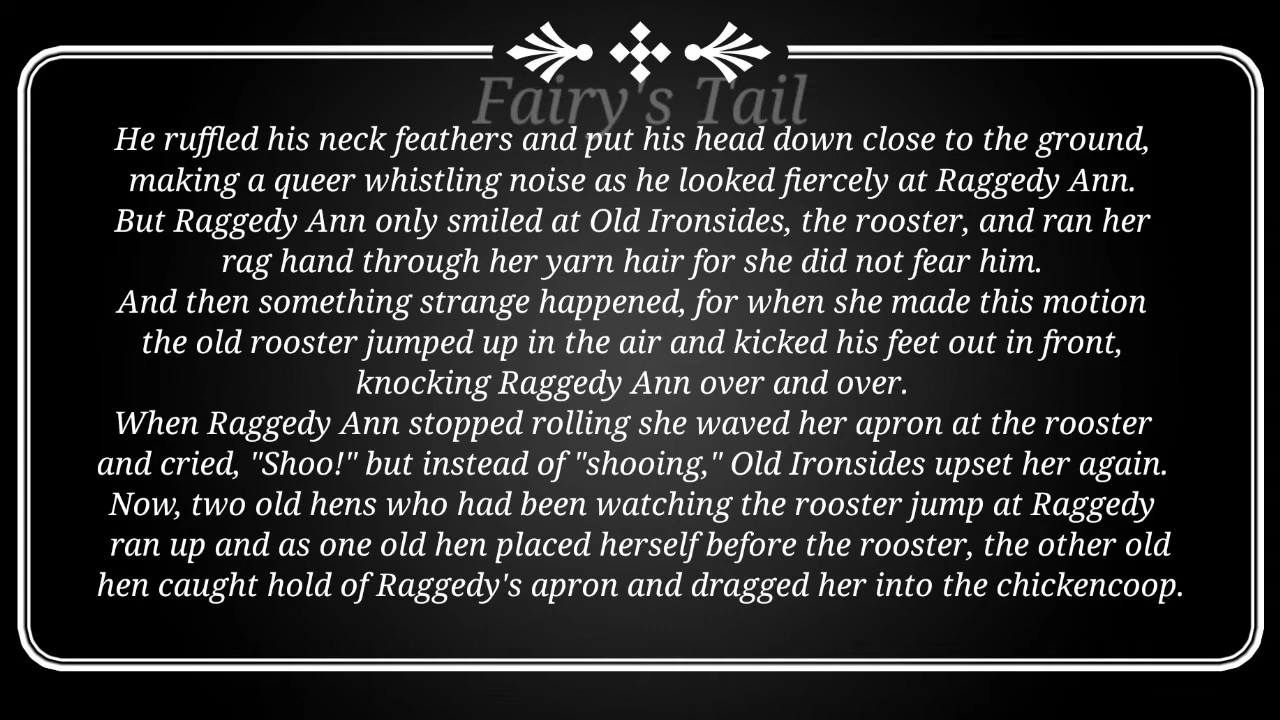 Fairy's Tail
He ruffled his neck feathers and put his head down close to the ground,
making a queer whistling noise as he looked fiercely at Raggedy Ann.
But Raggedy Ann only smiled at Old Ironsides, the rooster, and ran her
rag hand through her yarn hair for she did not fear him.
And then something strange happened, for when she made this motion
the old rooster jumped up in the air and kicked his feet out in front,
knocking Raggedy Ann over and over.
When Raggedy Ann stopped rolling she waved her apron at the rooster
and cried, "Shoo!" but instead of "shooing," Old Ironsides upset her again.
Now, two old hens who had been watching the rooster jump at Raggedy
ran up and as one old hen placed herself before the rooster, the other old
hen caught hold of Raggedy's apron and dragged her into the chickencoop.